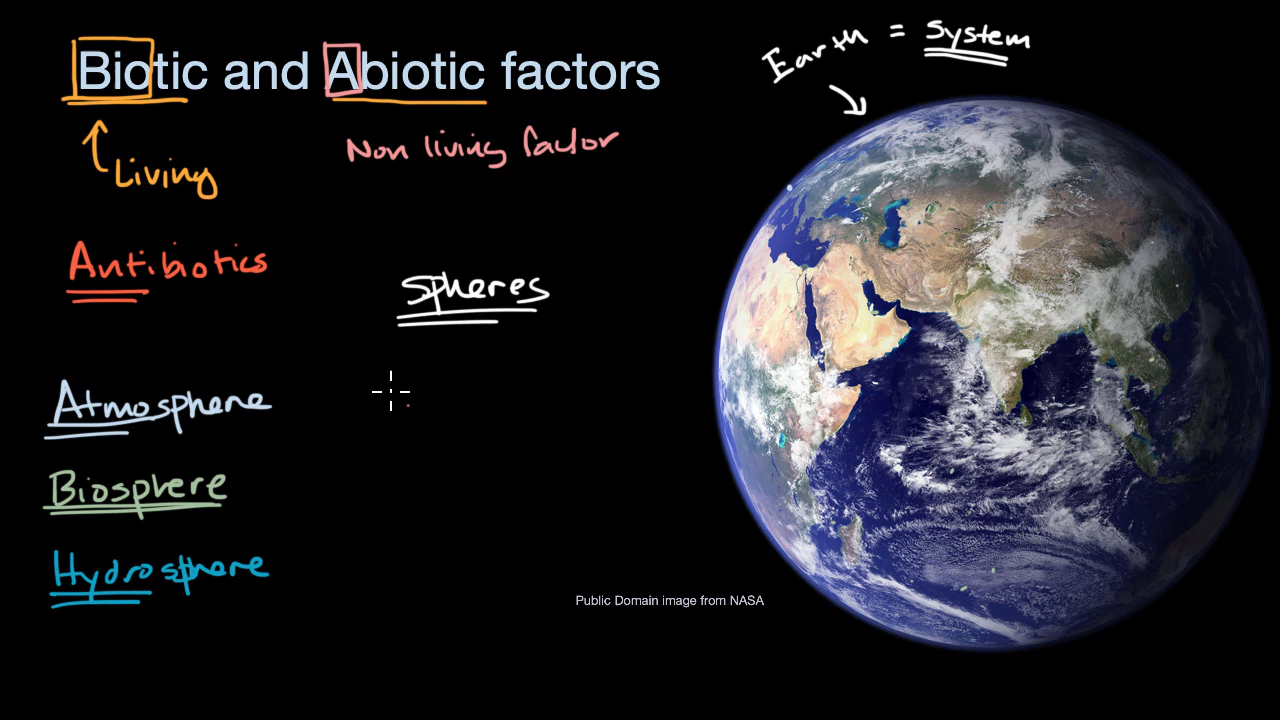 Biotic and Abiotic factors
Earth = System
Living
Non living factor
Antibiotics
Spheres
Atmosphere
Biosphere
Hydrosphere
Public Domain image from NASA